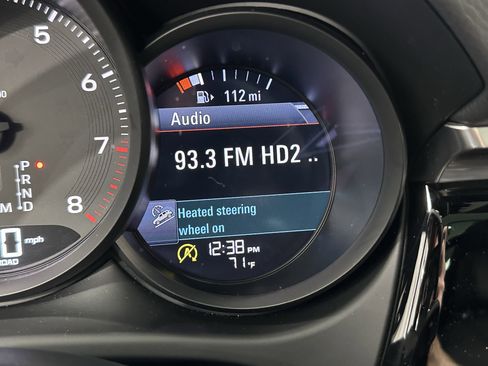 5
6
7
8
P
R
N
M D
0 mph
112 mi
Audio
93.3 FM HD2 ..
Heated steering
wheel on
12:38 PM
71°F